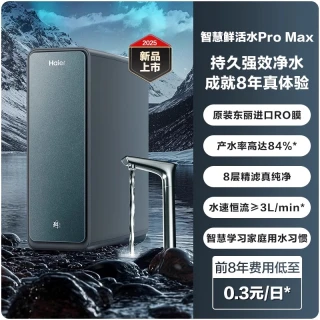 Haier
2025
新品上市
智慧鲜活水Pro Max
持久强效净水
成就8年真体验
原装东丽进口RO膜
产水率高达84%*
8层精滤真纯净
水速恒流≥3L/min*
智慧学习家庭用水习惯
前8年费用低至
0.3元/日*